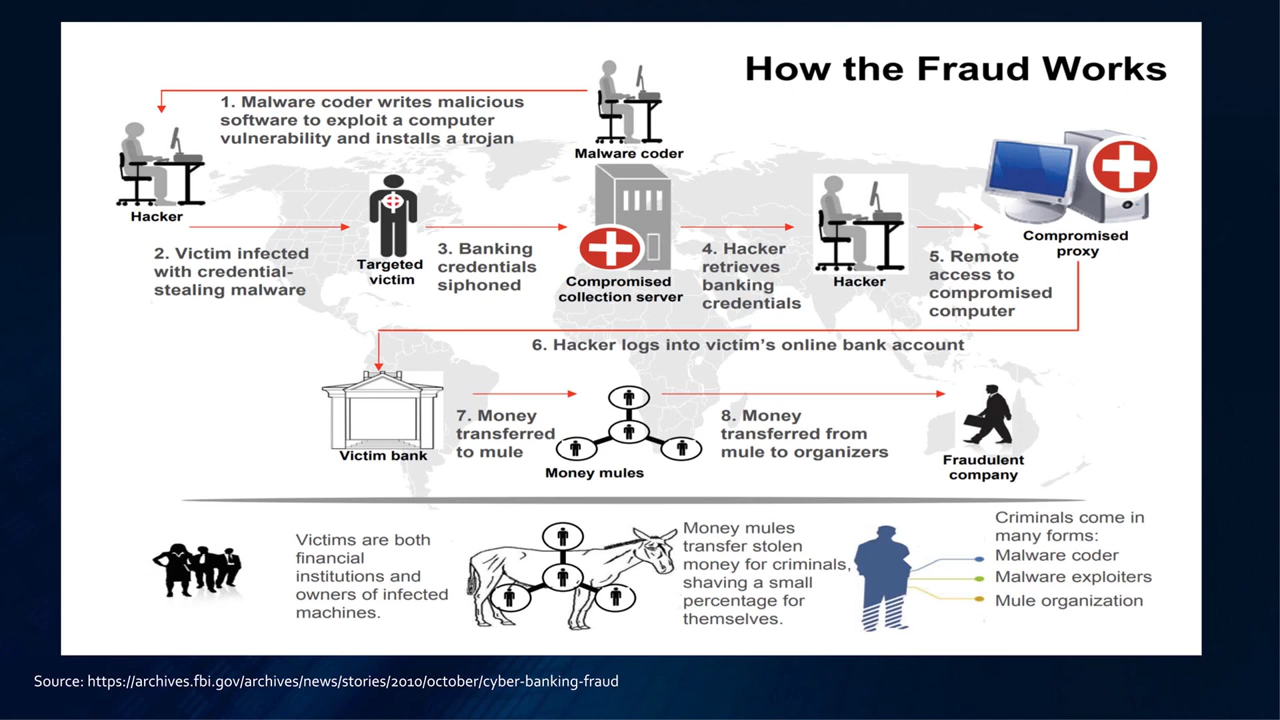 How the Fraud Works
1. Malware coder writes malicious
software to exploit a computer
vulnerability and installs a trojan
Malware coder
Hacker
2. Victim infected
with credential-
stealing malware
Targeted
victim
3. Banking
credentials
siphoned
Compromised
collection server
4. Hacker
retrieves
banking
credentials
Hacker
5. Remote
access to
compromised
computer
Compromised
proxy
6. Hacker logs into victim's online bank account
Victim bank
7. Money
transferred
to mule
Money mules
8. Money
transferred from
mule to organizers
Fraudulent
company
Victims are both
financial
institutions and
owners of infected
machines.
Money mules
transfer stolen
money for criminals,
shaving a small
percentage for
themselves.
Criminals come in
many forms:
Malware coder
Malware exploiters
Mule organization
Source: https://archives.fbi.gov/archives/news/stories/2010/october/cyber-banking-fraud